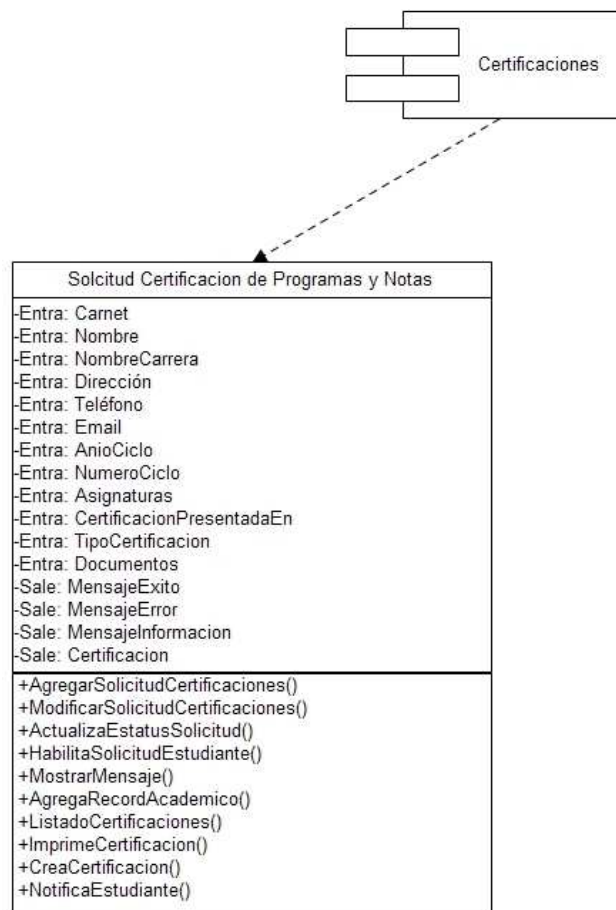 Certificaciones
Solcitud Certificacion de Programas y Notas
-Entra: Carnet
-Entra: Nombre
-Entra: NombreCarrera
-Entra: Dirección
-Entra: Teléfono
-Entra: Email
-Entra: AnioCiclo
-Entra: NumeroCiclo
-Entra: Asignaturas
-Entra: CertificacionPresentadaEn
-Entra: TipoCertificacion
-Entra: Documentos
-Sale: MensajeExito
-Sale: MensajeError
-Sale: MensajeInformacion
-Sale: Certificacion
+AgregarSolicitudCertificaciones()
+ModificarSolicitudCertificaciones()
+ActualizaEstatusSolicitud()
+HabilitaSolicitudEstudiante()
+MostrarMensaje()
+AgregaRecordAcademico()
+ListadoCertificaciones()
+ImprimeCertificacion()
+CreaCertificacion()
+NotificaEstudiante()